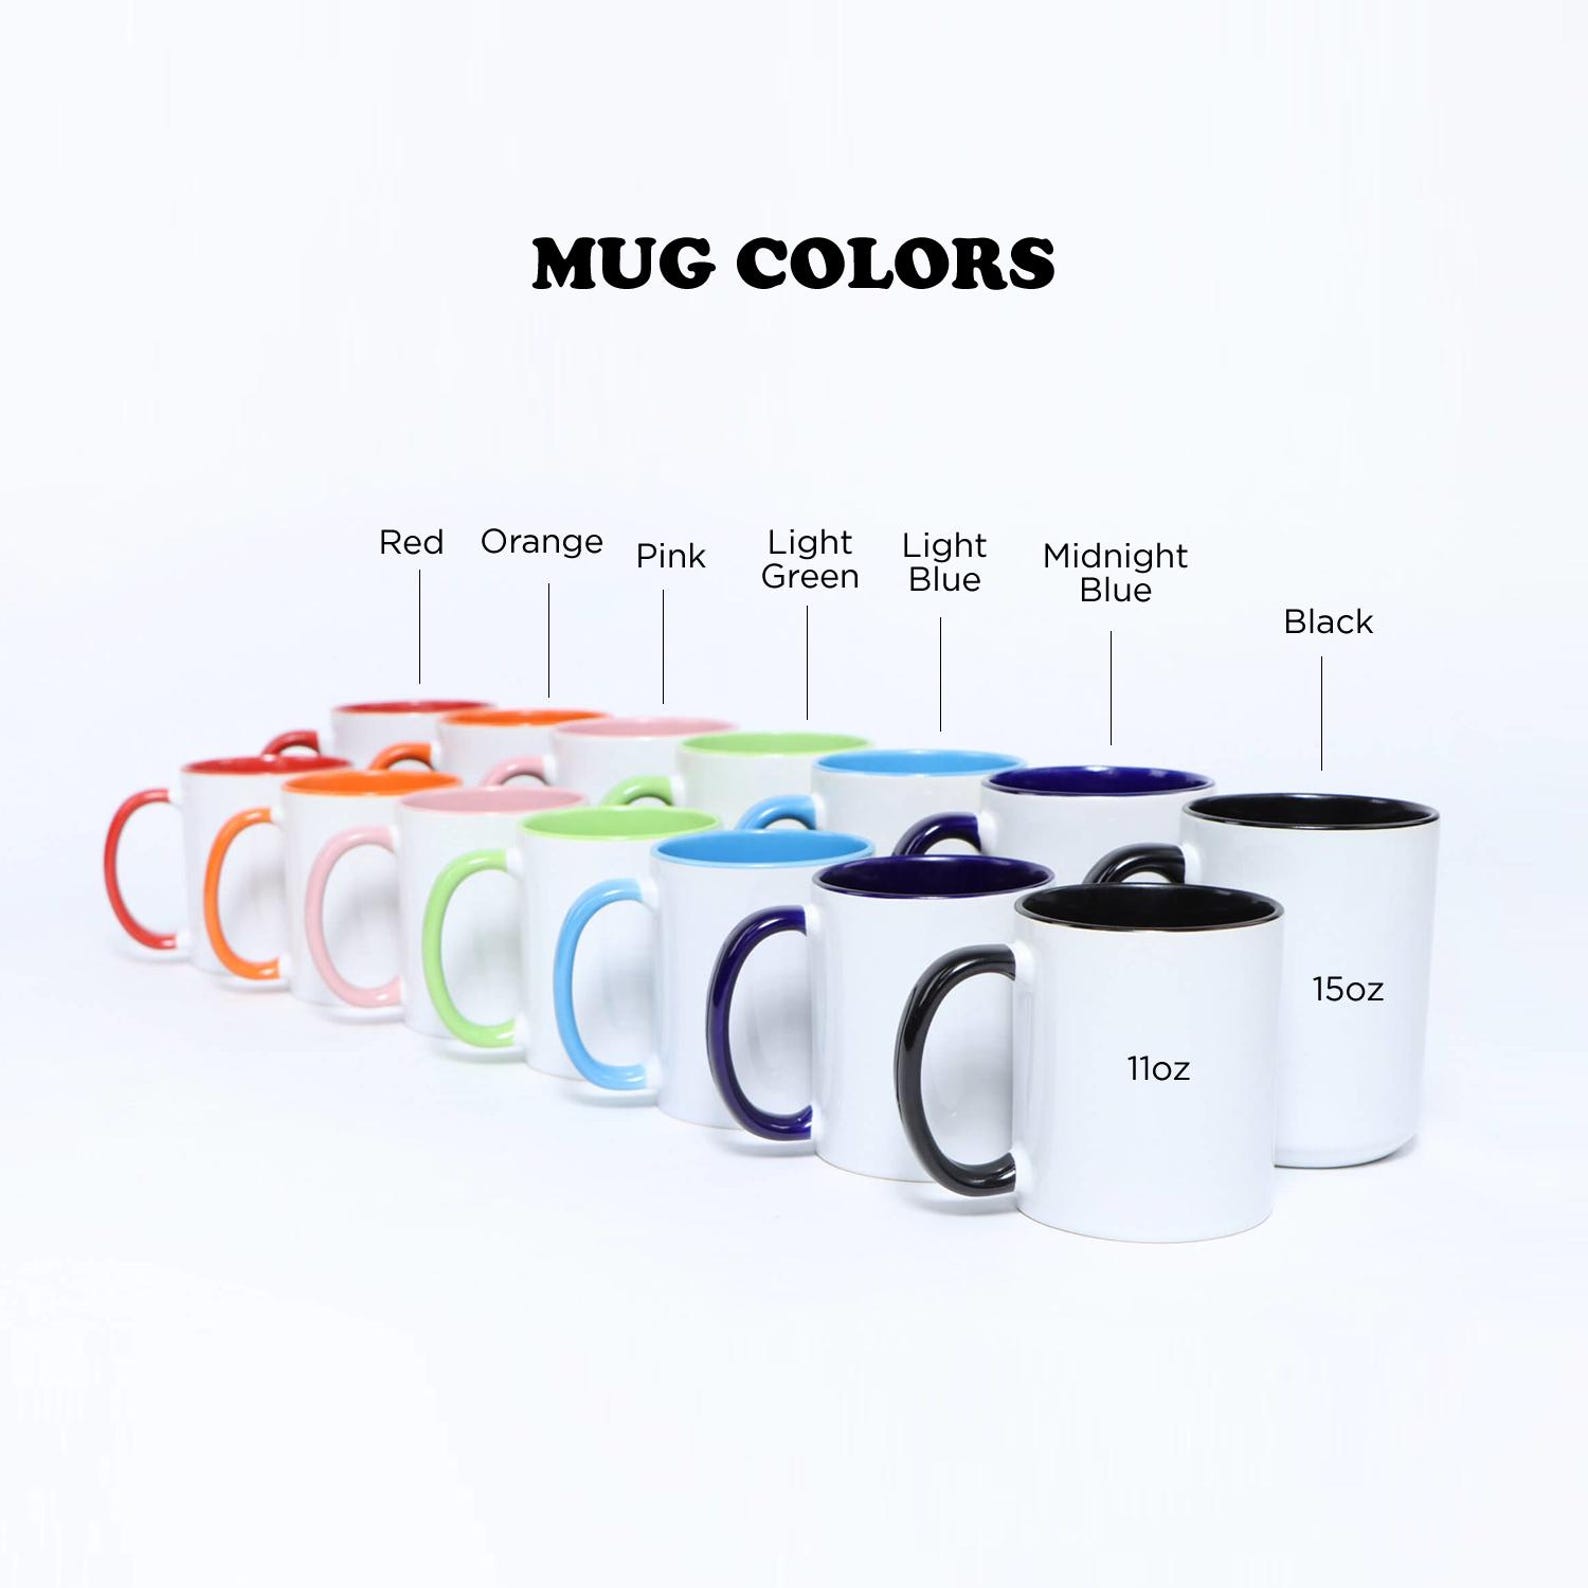 MUG COLORS
Red
Orange
Pink
Light
Green
Light
Blue
Midnight
Blue
Black
15oz
11oz